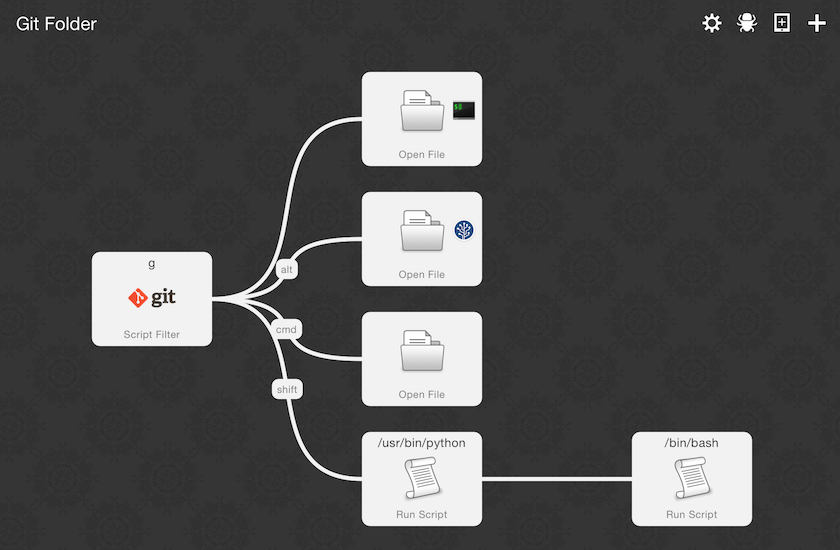 Git Folder
Open File
alt
Open File
g
git
Script Filter
cmd
Open File
shift
/usr/bin/python
Run Script
/bin/bash
Run Script